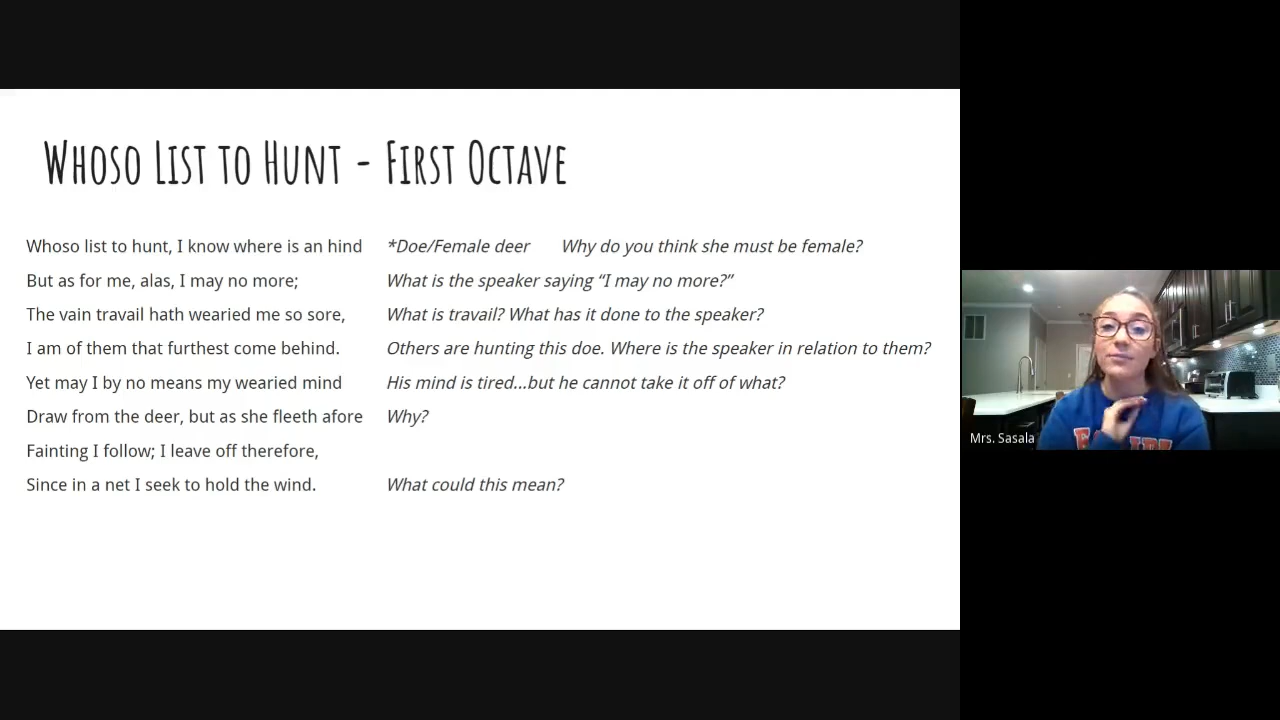 Whoso List to Hunt - First Octave
Whoso list to hunt, I know where is an hind *Doe/Female deer Why do you think she must be female?
But as for me, alas, I may no more; What is the speaker saying “I may no more?”
The vain travail hath wearied me so sore, What is travail? What has it done to the speaker?
I am of them that furthest come behind. Others are hunting this doe. Where is the speaker in relation to them?
Yet may I by no means my wearied mind His mind is tired...but he cannot take it off of what?
Draw from the deer, but as she fleeth afore Why?
Fainting I follow; I leave off therefore,
Since in a net I seek to hold the wind. What could this mean?
Mrs. Sasala